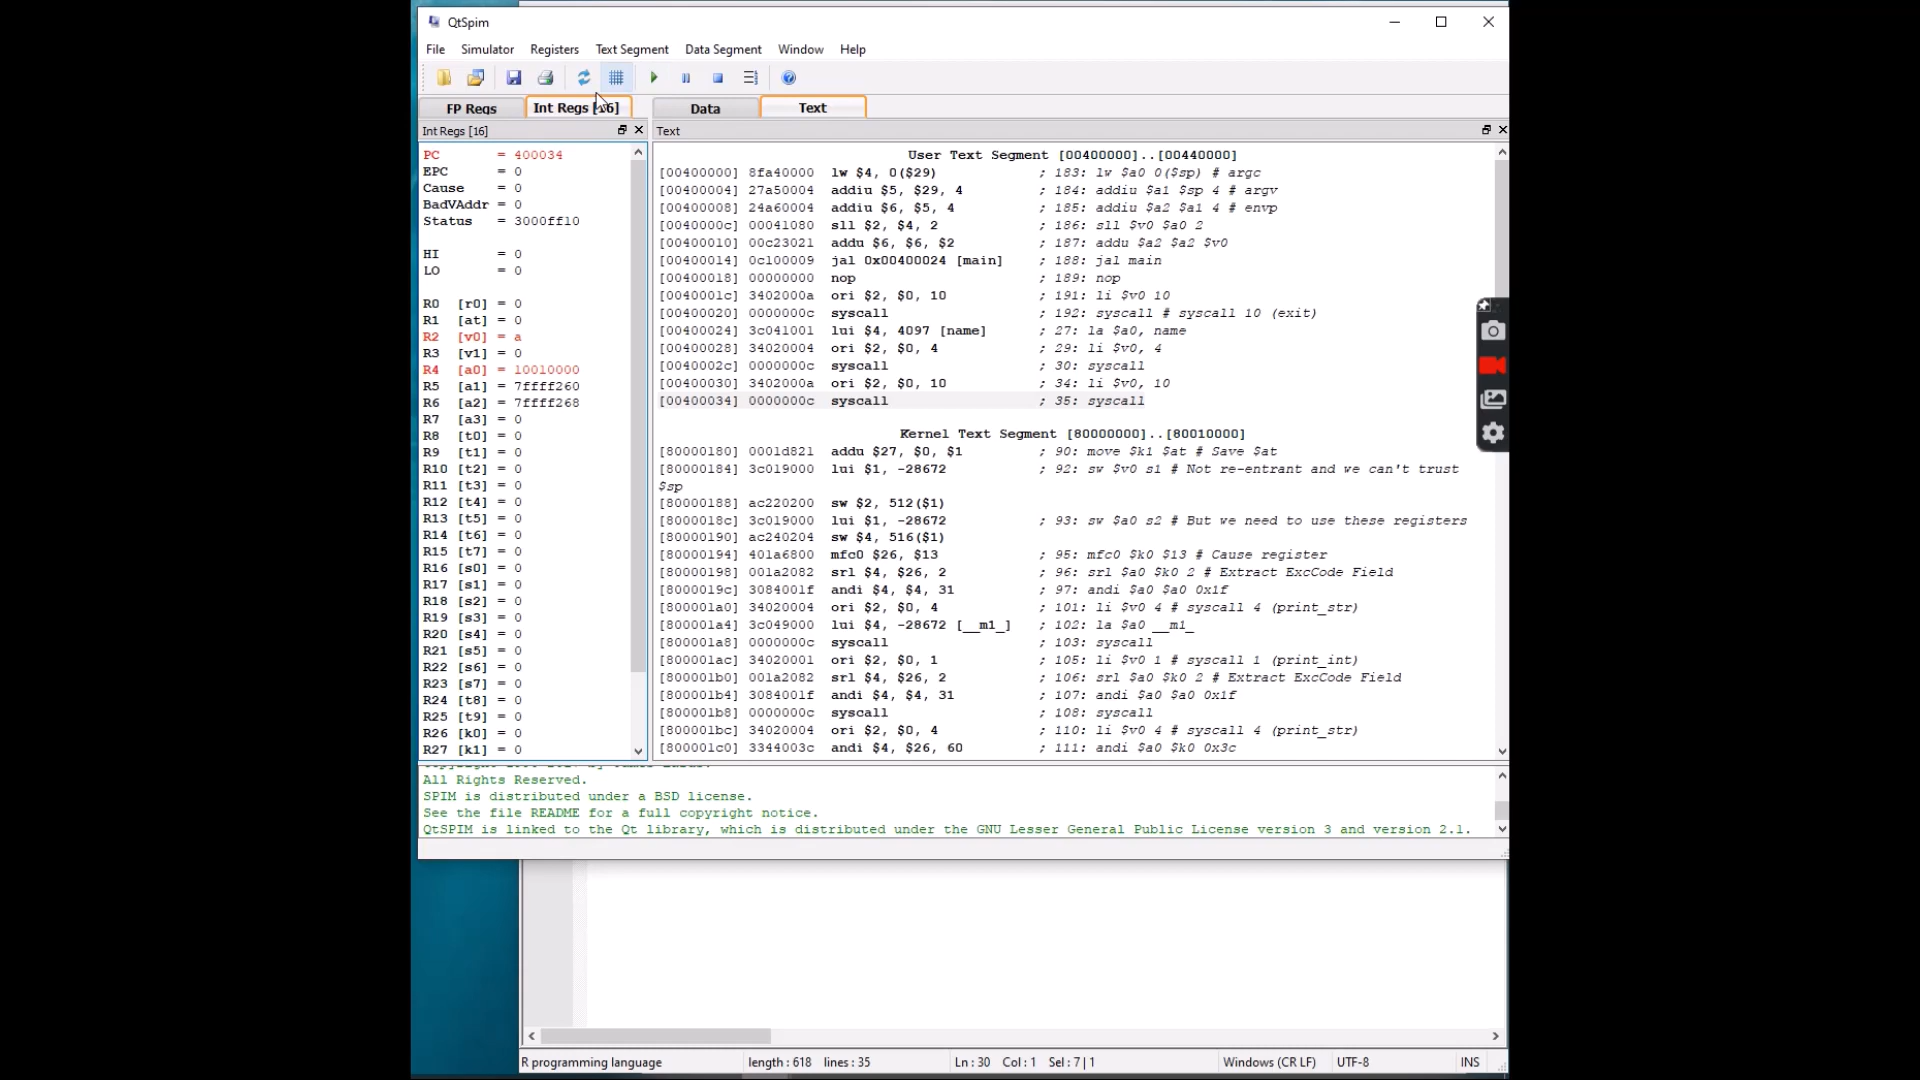 QtSpim
File Simulator Registers Text Segment Data Segment Window Help
FP Regs Int Regs [16] Data Text
Int Regs [16] Text
PC = 400034
EPC = 0
Cause = 0
BadVAddr = 0
Status = 3000ff10
HI = 0
LO = 0
R0 [r0] = 0
R1 [at] = 0
R2 [v0] = a
R3 [v1] = 0
R4 [a0] = 10010000
R5 [a1] = 7ffff260
R6 [a2] = 7ffff268
R7 [a3] = 0
R8 [t0] = 0
R9 [t1] = 0
R10 [t2] = 0
R11 [t3] = 0
R12 [t4] = 0
R13 [t5] = 0
R14 [t6] = 0
R15 [t7] = 0
R16 [s0] = 0
R17 [s1] = 0
R18 [s2] = 0
R19 [s3] = 0
R20 [s4] = 0
R21 [s5] = 0
R22 [s6] = 0
R23 [s7] = 0
R24 [t8] = 0
R25 [t9] = 0
R26 [k0] = 0
R27 [k1] = 0
User Text Segment [00400000]..[00440000]
[00400000] 8fa40000 lw $4, 0($29) ; 183: lw $a0 0($sp) # argc
[00400004] 27a50004 addiu $5, $29, 4 ; 184: addiu $a1 $sp 4 # argv
[00400008] 24a60004 addiu $6, $5, 4 ; 185: addiu $a2 $a1 4 # envp
[0040000c] 00041080 sll $2, $4, 2 ; 186: sll $v0 $a0 2
[00400010] 00c23021 addu $6, $6, $2 ; 187: addu $a2 $a2 $v0
[00400014] 0c100009 jal 0x00400024 [main] ; 188: jal main
[00400018] 00000000 nop ; 189: nop
[0040001c] 3402000a ori $2, $0, 10 ; 191: li $v0 10
[00400020] 0000000c syscall ; 192: syscall # syscall 10 (exit)
[00400024] 3c041001 lui $4, 4097 [name] ; 27: la $a0, name
[00400028] 34020004 ori $2, $0, 4 ; 29: li $v0, 4
[0040002c] 0000000c syscall ; 30: syscall
[00400030] 3402000a ori $2, $0, 10 ; 34: li $v0, 10
[00400034] 0000000c syscall ; 35: syscall
Kernel Text Segment [80000000]..[80010000]
[80000180] 0001d821 addu $27, $0, $1 ; 90: move $k1 $at # Save $at
[80000184] 3c019000 lui $1, -28672 ; 92: sw $v0 s1 # Not re-entrant and we can't trust
$sp
[80000188] ac220200 sw $2, 512($1)
[8000018c] 3c019000 lui $1, -28672 ; 93: sw $a0 s2 # But we need to use these registers
[80000190] ac240204 sw $4, 516($1)
[80000194] 401a6800 mfc0 $26, $13 ; 95: mfc0 $k0 $13 # Cause register
[80000198] 001a2082 srl $4, $26, 2 ; 96: srl $a0 $k0 2 # Extract ExcCode Field
[8000019c] 3084001f andi $4, $4, 31 ; 97: andi $a0 $a0 0x1f
[800001a0] 34020004 ori $2, $0, 4 ; 101: li $v0 4 # syscall 4 (print_str)
[800001a4] 3c049000 lui $4, -28672 [__m1_] ; 102: la $a0 __m1_
[800001a8] 0000000c syscall ; 103: syscall
[800001ac] 34020001 ori $2, $0, 1 ; 105: li $v0 1 # syscall 1 (print_int)
[800001b0] 001a2082 srl $4, $26, 2 ; 106: srl $a0 $k0 2 # Extract ExcCode Field
[800001b4] 3084001f andi $4, $4, 31 ; 107: andi $a0 $a0 0x1f
[800001b8] 0000000c syscall ; 108: syscall
[800001bc] 34020004 ori $2, $0, 4 ; 110: li $v0 4 # syscall 4 (print_str)
[800001c0] 3344003c andi $4, $26, 60 ; 111: andi $a0 $k0 0x3c
All Rights Reserved.
SPIM is distributed under a BSD license.
See the file README for a full copyright notice.
QtSPIM is linked to the Qt library, which is distributed under the GNU Lesser General Public License version 3 and version 2.1.
R programming language length : 618 lines : 35 Ln : 30 Col : 1 Sel : 7 | 1 Windows (CR LF) UTF-8 INS